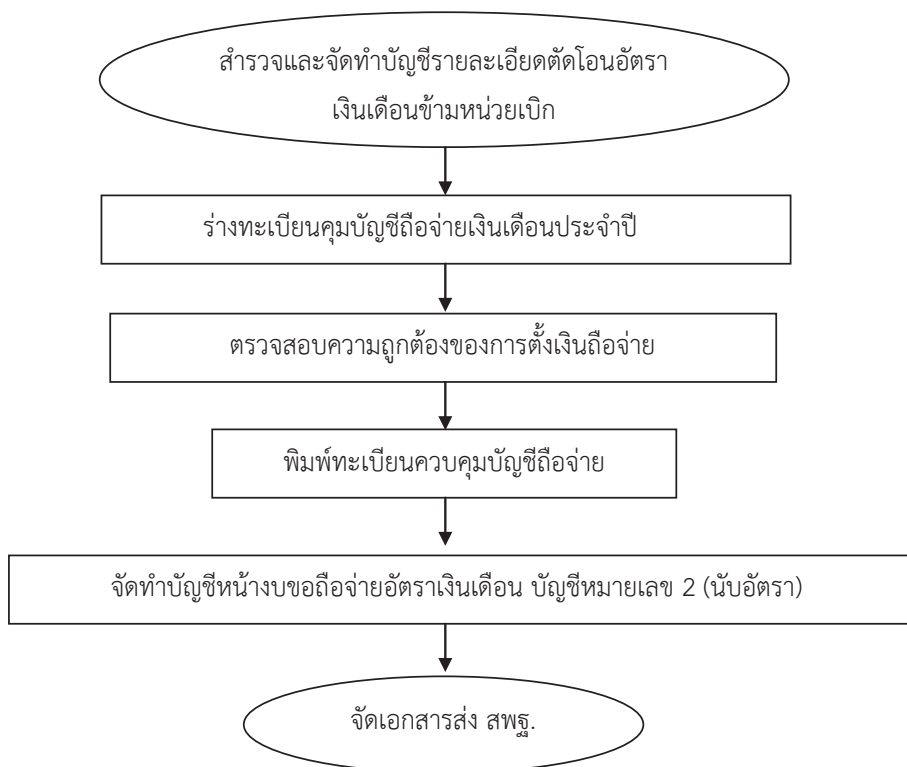 สำรวจและจัดทำบัญชีรายละเอียดตัดโอนอัตรา
เงินเดือนข้ามหน่วยเบิก
ร่างทะเบียนคุมบัญชีถือจ่ายเงินเดือนประจำปี
ตรวจสอบความถูกต้องของการตั้งเงินถือจ่าย
พิมพ์ทะเบียนควบคุมบัญชีถือจ่าย
จัดทำบัญชีหน้างบขอถือจ่ายอัตราเงินเดือน บัญชีหมายเลข 2 (นับอัตรา)
จัดเอกสารส่ง สพฐ.